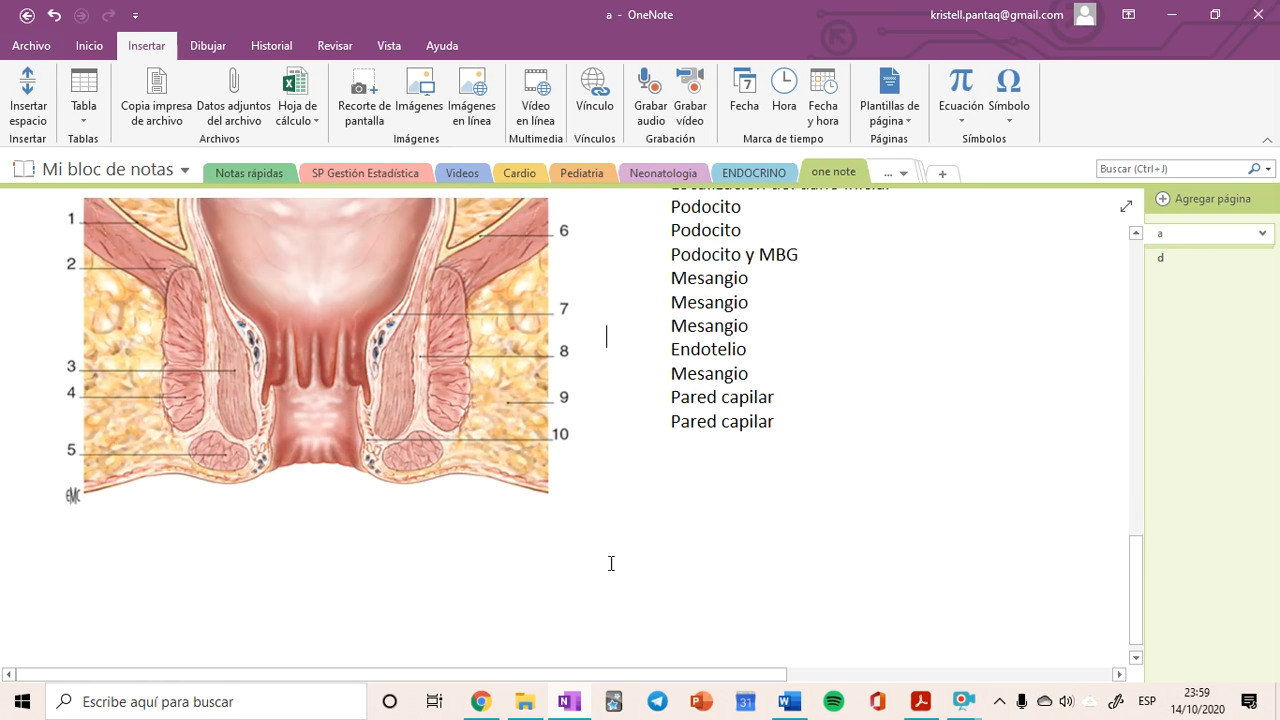 a - OneNote
kristell.pantaq@gmail.com
Archivo Inicio Insertar Dibujar Historial Revisar Vista Ayuda
Insertar espacio
Tabla
Copia impresa de archivo
Datos adjuntos del archivo
Hoja de cálculo
Recorte de pantalla
Imágenes
Imágenes en línea
Vídeo en línea
Vínculo
Grabar audio
Grabar vídeo
Fecha
Hora
Fecha y hora
Plantillas de página
Ecuación
Símbolo
Insertar Tablas Archivos Imágenes Multimedia Vínculos Grabación Marca de tiempo Páginas Símbolos
Mi bloc de notas Notas rápidas SP Gestión Estadística Videos Cardio Pediatria Neonatologia ENDOCRINO one note ... + Buscar (Ctrl+J)
Agregar página
a
d
Localización del daño inicial
Podocito
Podocito
Podocito y MBG
Mesangio
Mesangio
Mesangio
Endotelio
Mesangio
Pared capilar
Pared capilar
1
2
3
4
5
6
7
8
9
10
EMC
Escribe aquí para buscar
ESP
23:59
14/10/2020